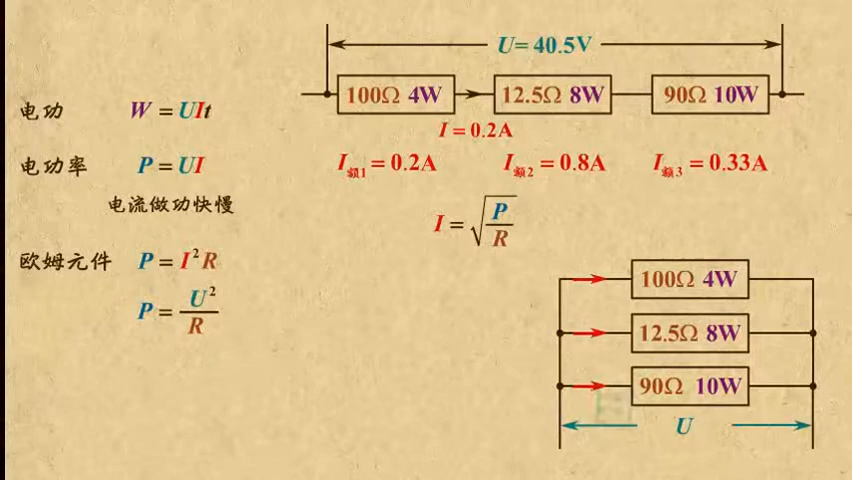 U= 40.5V
100Ω 4W
12.5Ω 8W
90Ω 10W
I = 0.2A
电功 W = UIt
电功率 P = UI
I额1 = 0.2A
I额2 = 0.8A
I额3 = 0.33A
电流做功快慢
I = √(P/R)
欧姆元件 P = I²R
P = U²/R
100Ω 4W
12.5Ω 8W
90Ω 10W
U